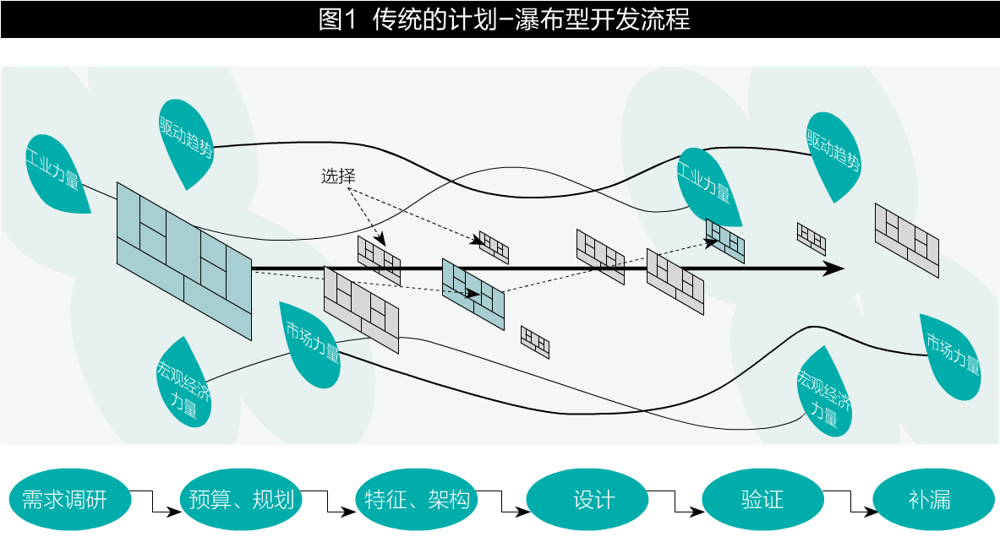 图1 传统的计划-瀑布型开发流程
驱动趋势
工业力量
选择
工业力量
驱动趋势
市场力量
宏观经济
力量
市场力量
宏观经济
力量
需求调研
预算、规划
特征、架构
设计
验证
补漏